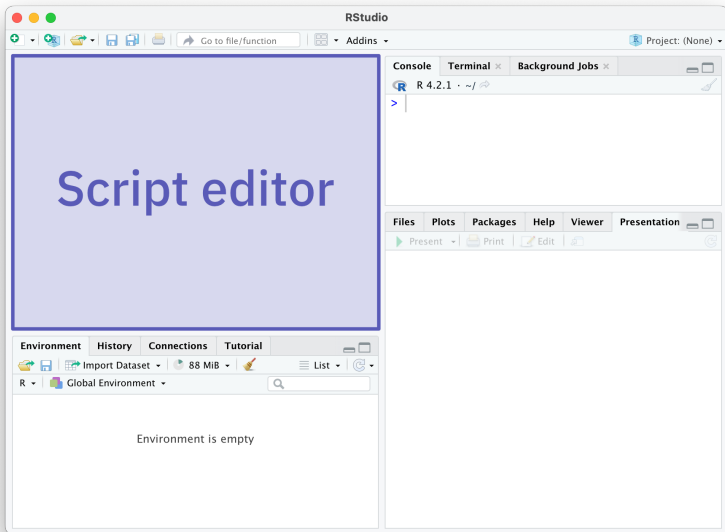 RStudio
Go to file/function
Addins
Project: (None)
Script editor
Console Terminal Background Jobs
R 4.2.1 · ~/
>
Files Plots Packages Help Viewer Presentation
Present Print Edit
Environment History Connections Tutorial
Import Dataset 88 MiB List
R Global Environment
Environment is empty